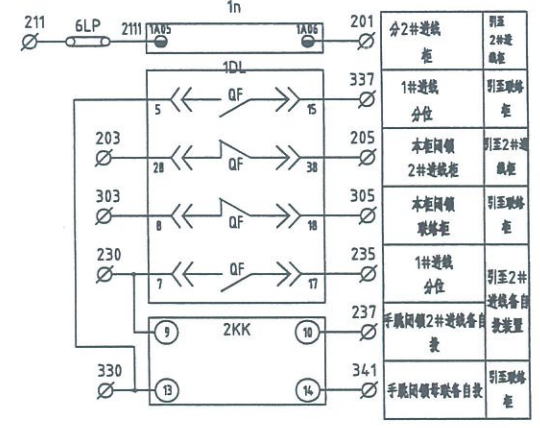 1n
211 6LP 2111 1A05 1A06 201 分2#进线柜 引至2#进线柜
1DL
5 QF 15 337 1#进线分位 引至联络柜
203 28 QF 38 205 本柜闭锁2#进线柜 引至2#进线柜
303 8 QF 18 305 本柜闭锁联络柜 引至联络柜
230 7 QF 17 235 1#进线分位 引至2#进线备自投装置
9 2KK 10 237 手跳闭锁2#进线备自投
330 13 14 341 手跳闭锁母联备自投 引至联络柜